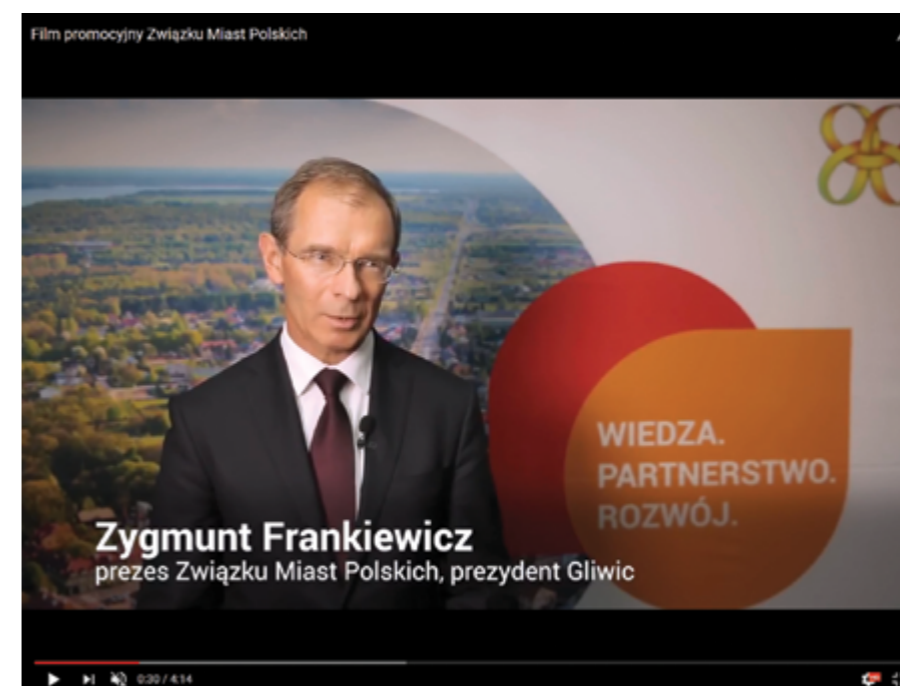 Film promocyjny Związku Miast Polskich
WIEDZA.
PARTNERSTWO.
ROZWÓJ.
Zygmunt Frankiewicz
prezes Związku Miast Polskich, prezydent Gliwic
0:30 / 4:14